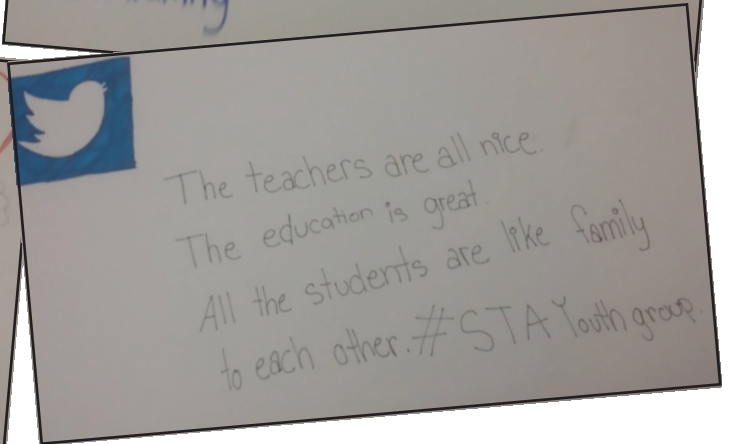 The teachers are all nice.
The education is great.
All the students are like family
to each other. #STA Youth group.